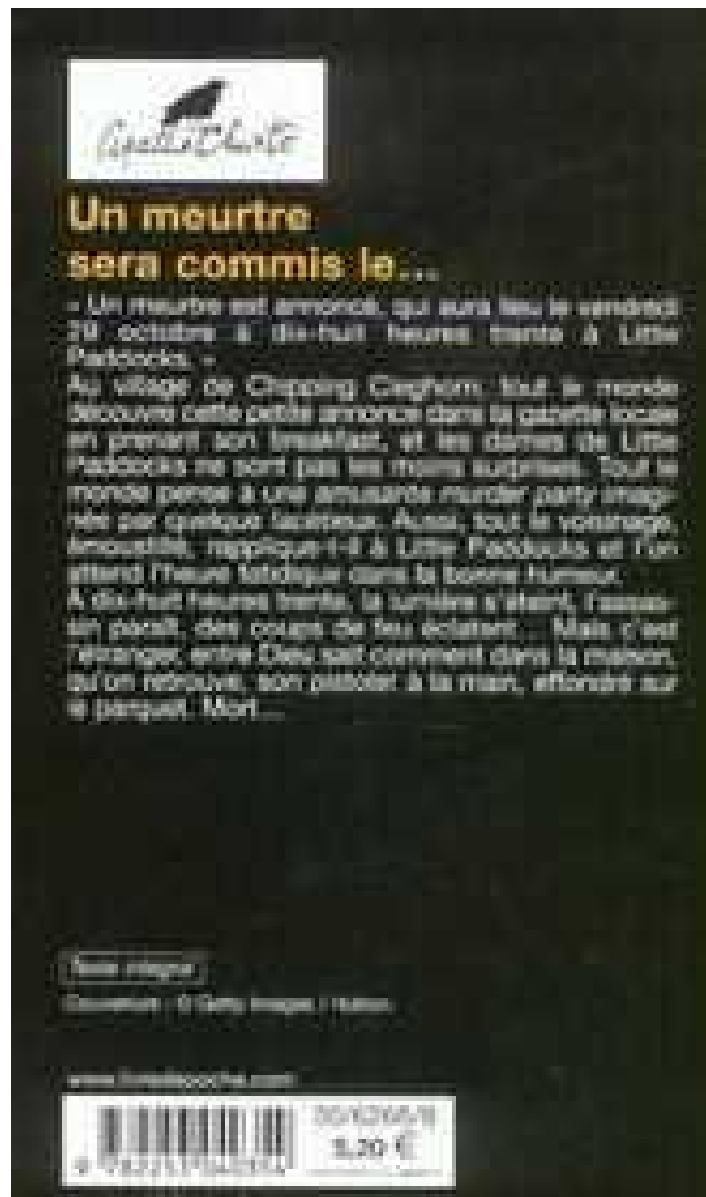 Agatha Christie
Un meurtre
sera commis le...
« Un meurtre est annoncé, qui aura lieu le vendredi
29 octobre à dix-huit heures trente à Little
Paddocks. »
Au village de Chipping Cleghorn, tout le monde
découvre cette petite annonce dans la gazette locale
en prenant son breakfast, et les dames de Little
Paddocks ne sont pas les moins surprises. Tout le
monde pense à une amusante murder party imagi-
née par quelque facétieux. Aussi, tout le voisinage,
émoustillé, rapplique-t-il à Little Paddocks et l'on
attend l'heure fatidique dans la bonne humeur.
À dix-huit heures trente, la lumière s'éteint, l'assas-
sin paraît, des coups de feu éclatent... Mais c'est
l'étranger, entré Dieu sait comment dans la maison,
qu'on retrouve, son pistolet à la main, effondré sur
le parquet. Mort...
Texte intégral
Couverture : © Getty Images / Hulton.
www.livredepoche.com
5,20 €